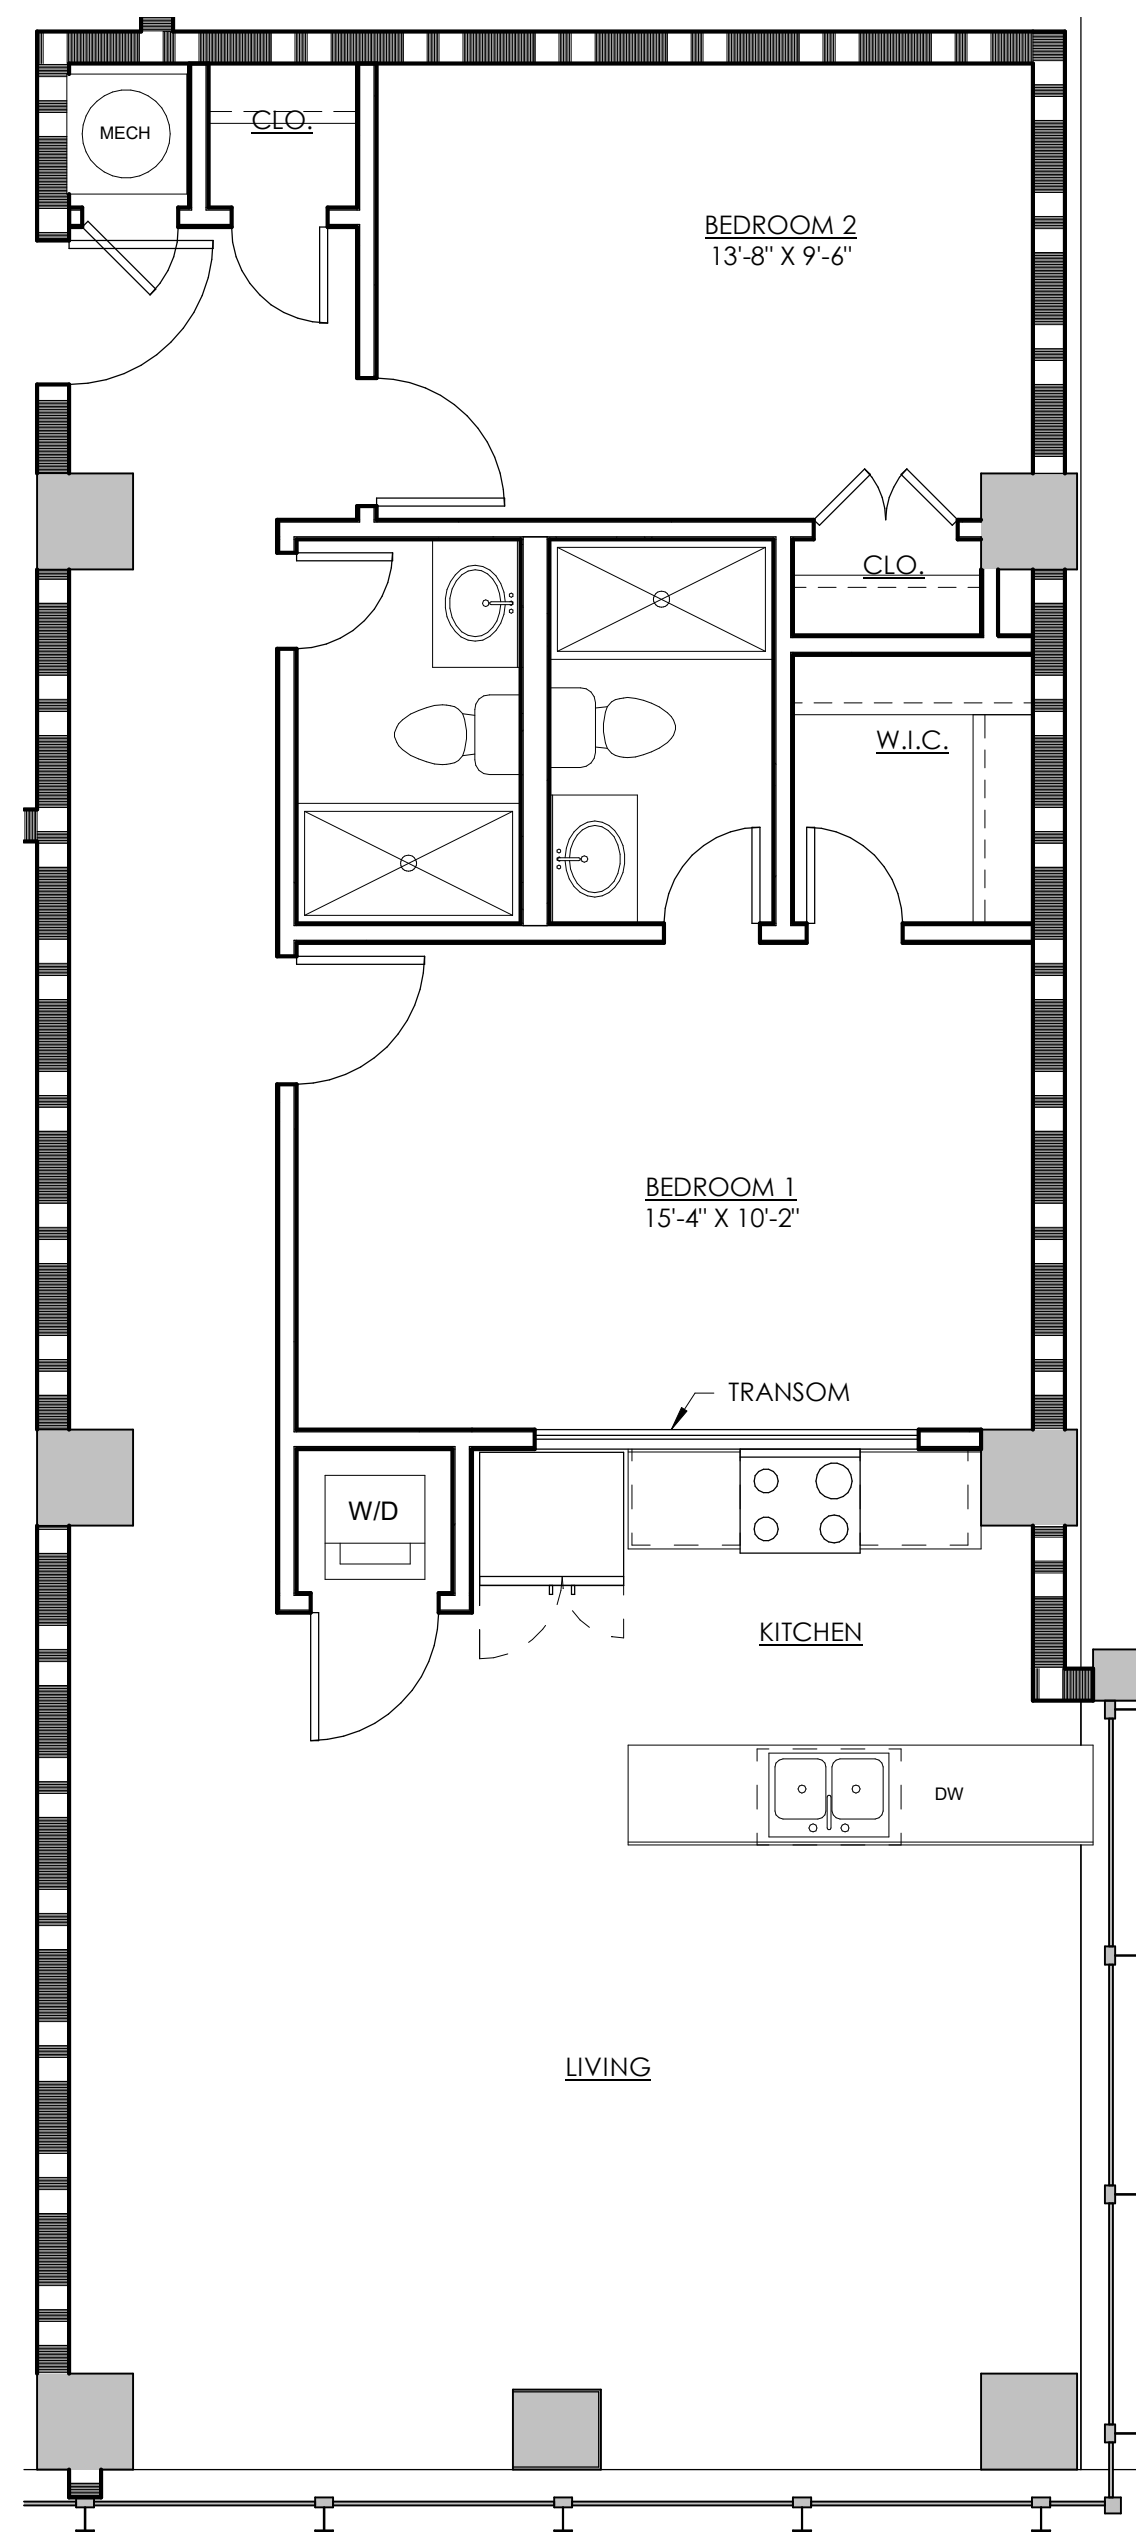 CLO.
MECH
BEDROOM 2
13'-8" X 9'-6"
CLO.
W.I.C.
BEDROOM 1
15'-4" X 10'-2"
TRANSOM
W/D
KITCHEN
DW
LIVING